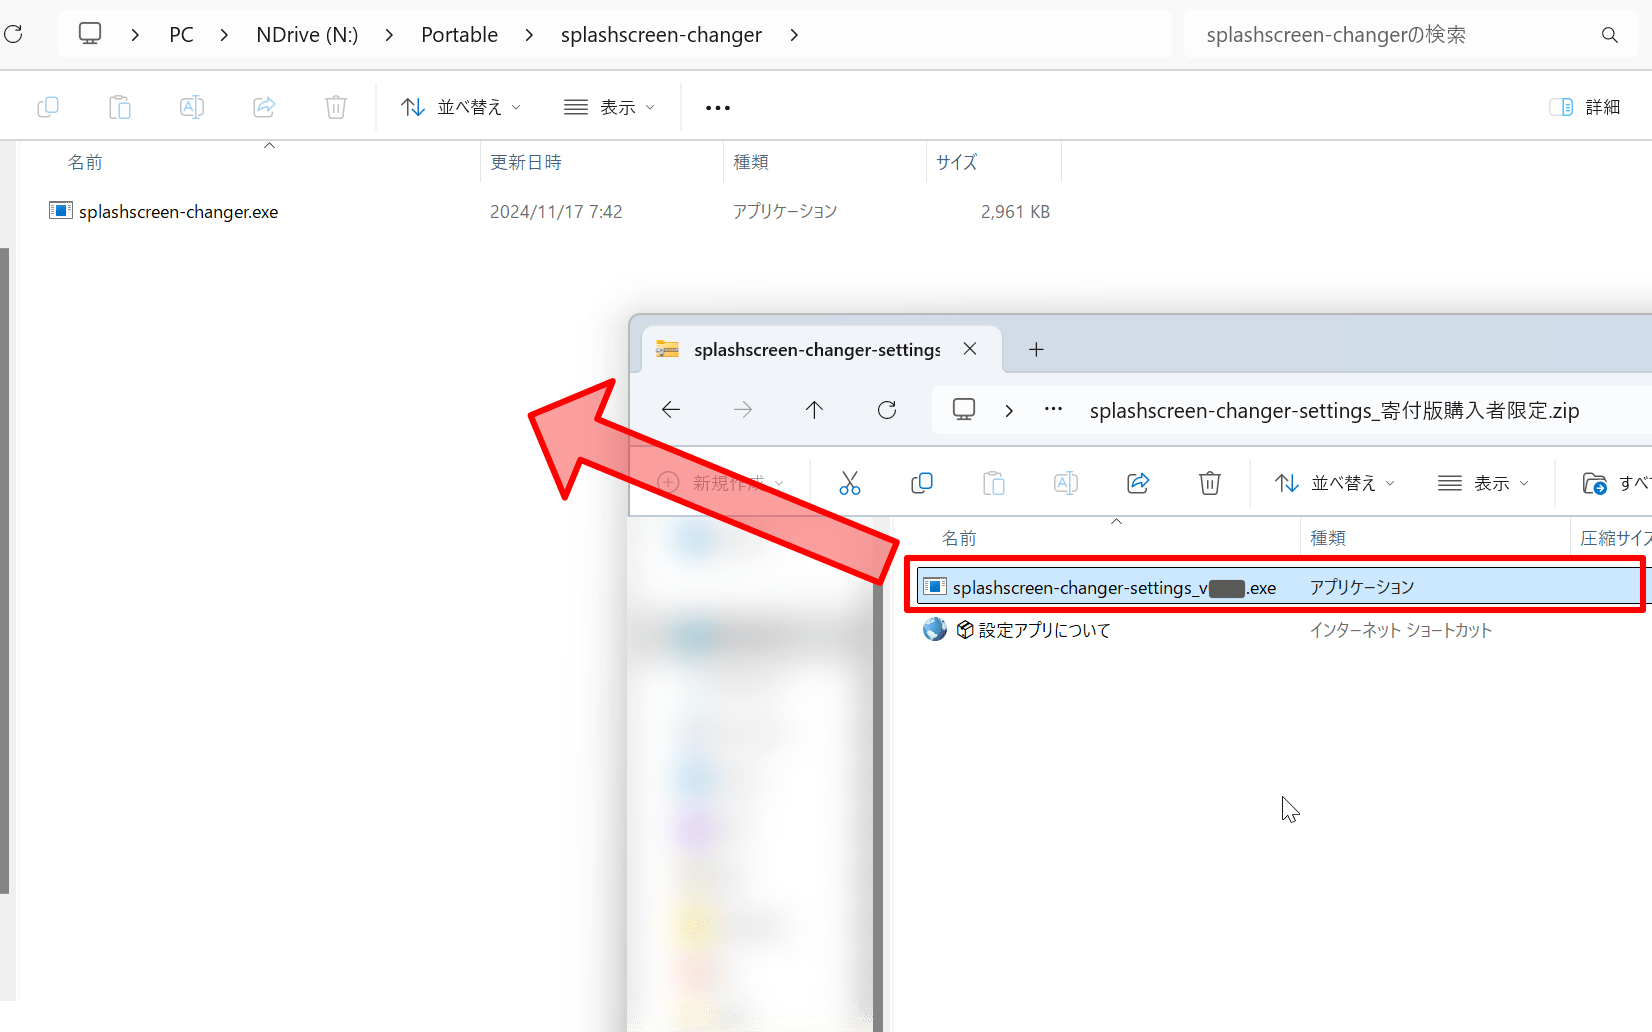 PC > NDrive (N:) > Portable > splashscreen-changer >
splashscreen-changerの検索
並べ替え
表示
詳細
名前
更新日時
種類
サイズ
splashscreen-changer.exe
2024/11/17 7:42
アプリケーション
2,961 KB
splashscreen-changer-settings
splashscreen-changer-settings_寄付版購入者限定.zip
新規作成
並べ替え
表示
すべ
名前
種類
圧縮サイズ
splashscreen-changer-settings_v .exe
アプリケーション
設定アプリについて
インターネット ショートカット